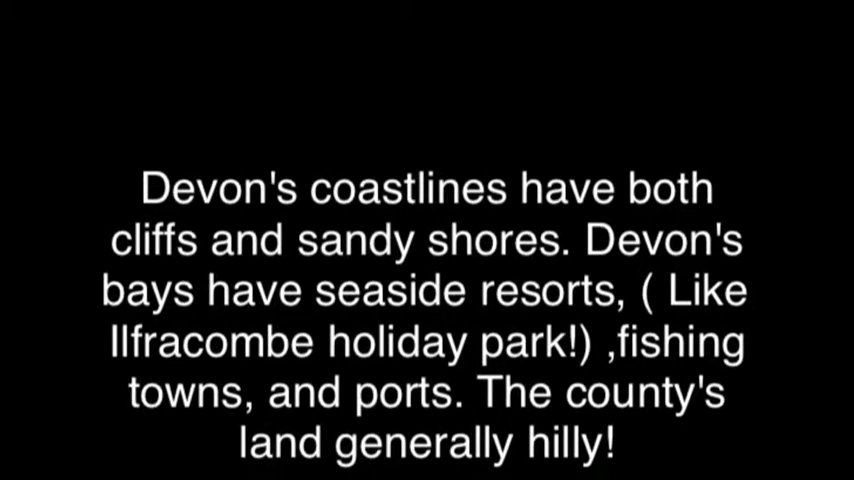 Devon's coastlines have both
cliffs and sandy shores. Devon's
bays have seaside resorts, ( Like
Ilfracombe holiday park!) ,fishing
towns, and ports. The county's
land generally hilly!